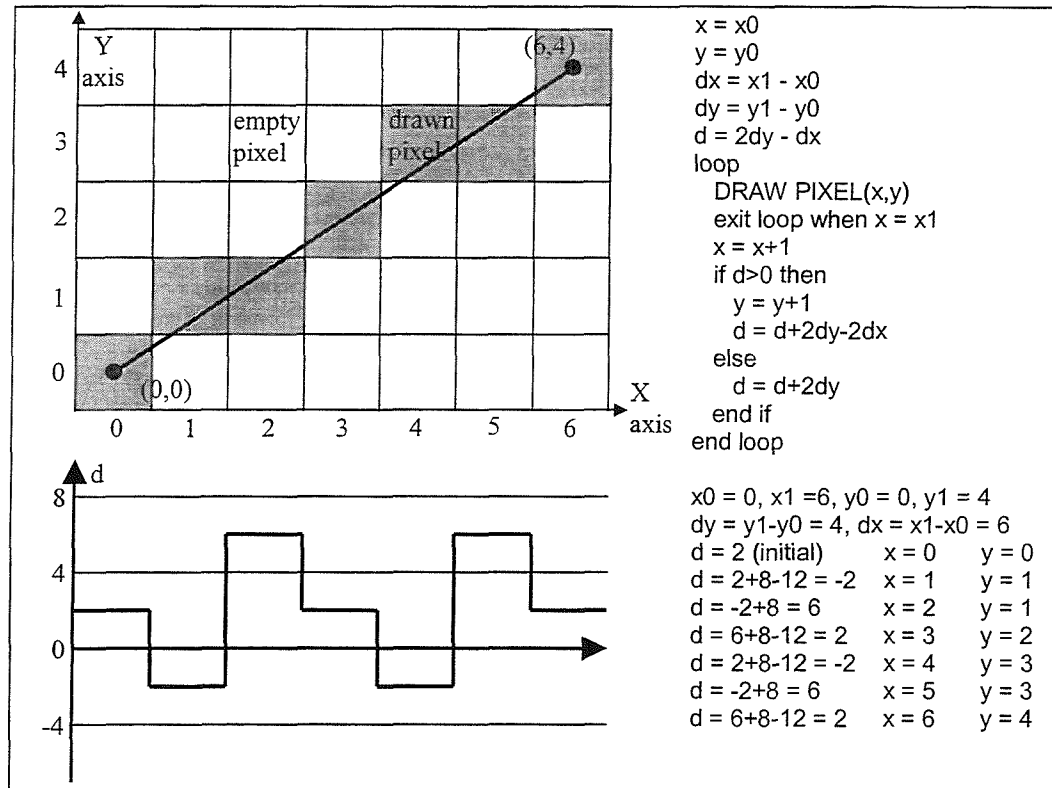 Y
axis
(6,4)
4
3
2
1
0
empty
pixel
drawn
pixel
(0,0)
X
axis
0 1 2 3 4 5 6
x = x0
y = y0
dx = x1 - x0
dy = y1 - y0
d = 2dy - dx
loop
DRAW PIXEL(x,y)
exit loop when x = x1
x = x+1
if d>0 then
y = y+1
d = d+2dy-2dx
else
d = d+2dy
end if
end loop
d
8
4
0
-4
x0 = 0, x1 =6, y0 = 0, y1 = 4
dy = y1-y0 = 4, dx = x1-x0 = 6
d = 2 (initial) x = 0 y = 0
d = 2+8-12 = -2 x = 1 y = 1
d = -2+8 = 6 x = 2 y = 1
d = 6+8-12 = 2 x = 3 y = 2
d = 2+8-12 = -2 x = 4 y = 3
d = -2+8 = 6 x = 5 y = 3
d = 6+8-12 = 2 x = 6 y = 4